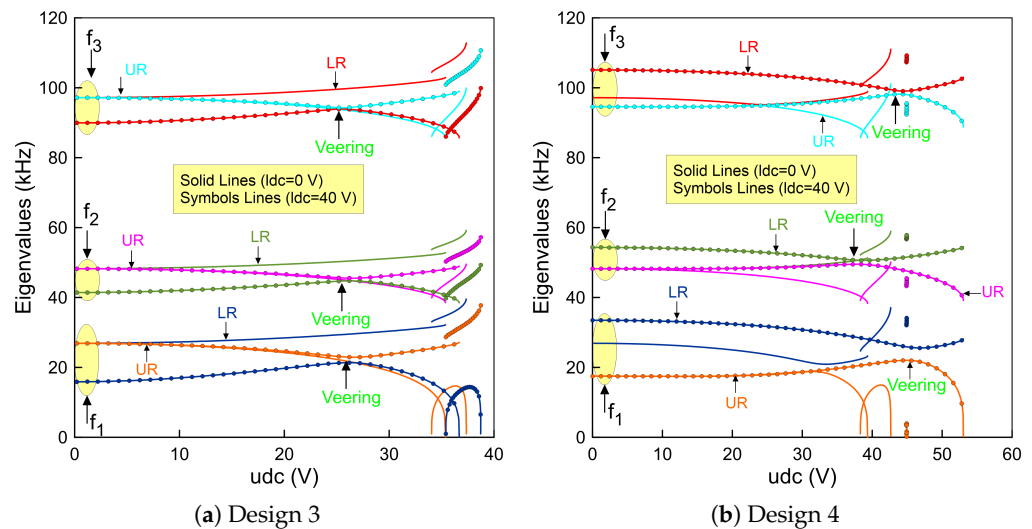 120
100
80
60
40
20
0
Eigenvalues (kHz)
f3
UR
LR
Veering
Solid Lines (Idc=0 V)
Symbols Lines (Idc=40 V)
f2
UR
LR
Veering
LR
UR
Veering
f1
0 10 20 30 40
udc (V)
(a) Design 3
120
100
80
60
40
20
0
Eigenvalues (kHz)
f3
LR
UR
Veering
Solid Lines (Idc=0 V)
Symbols Lines (Idc=40 V)
f2
Veering
LR
UR
LR
UR
Veering
f1
0 10 20 30 40 50 60
udc (V)
(b) Design 4